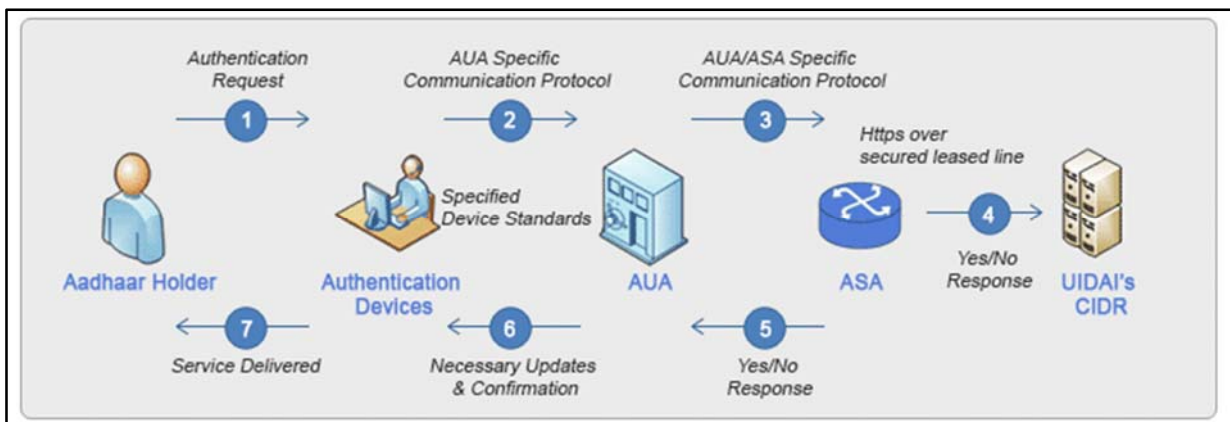 Authentication
Request
1
AUA Specific
Communication Protocol
2
AUA/ASA Specific
Communication Protocol
3
Https over
secured leased line
4
Yes/No
Response
Specified
Device Standards
Aadhaar Holder
Authentication
Devices
AUA
ASA
UIDAI's
CIDR
7
Service Delivered
6
Necessary Updates
& Confirmation
5
Yes/No
Response